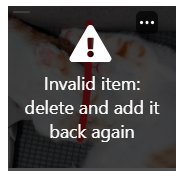 Invalid item:
delete and add it
back again